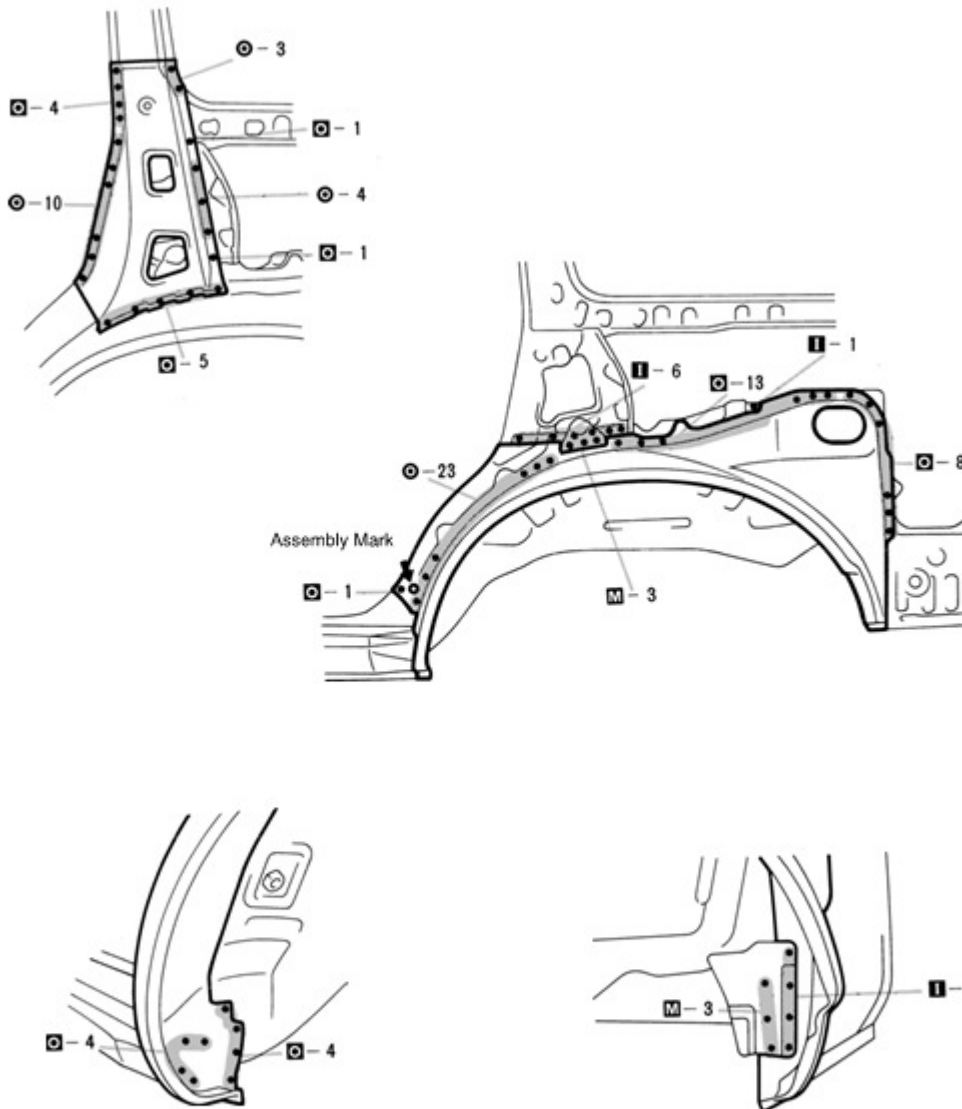 ◎ - 3
◎ - 4
◎ - 1
◎ - 10
◎ - 4
◎ - 1
◎ - 5
I - 1
I - 6
◎ - 13
◎ - 23
◎ - 8
Assembly Mark
◎ - 1
M - 3
◎ - 4
◎ - 4
M - 3
I -